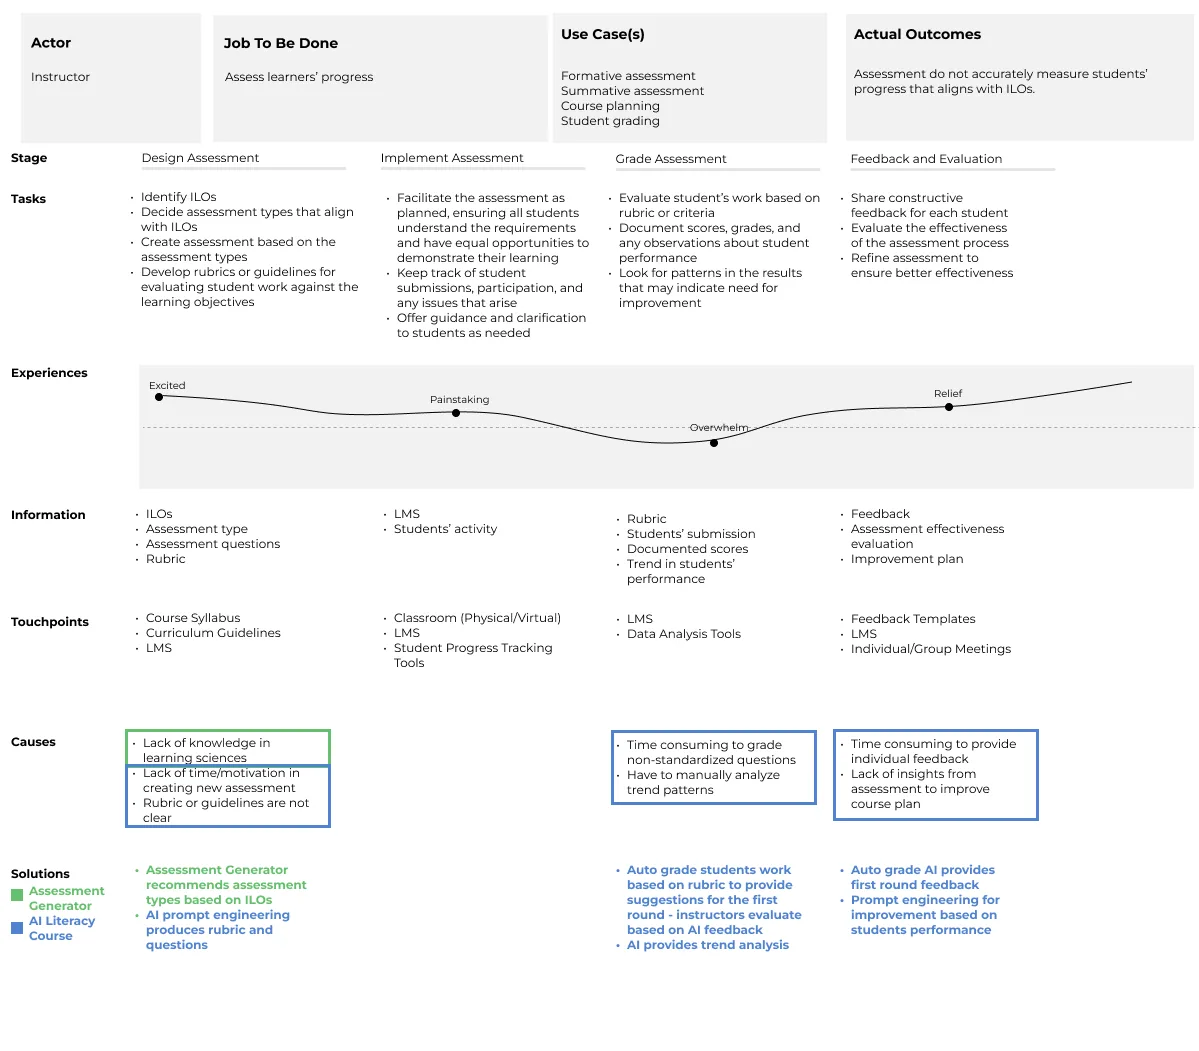 Actor
Instructor
Job To Be Done
Assess learners’ progress
Use Case(s)
Formative assessment
Summative assessment
Course planning
Student grading
Actual Outcomes
Assessment do not accurately measure students’
progress that aligns with ILOs.
Stage
Design Assessment
Implement Assessment
Grade Assessment
Feedback and Evaluation
Tasks
• Identify ILOs
• Decide assessment types that align
with ILOs
• Create assessment based on the
assessment types
• Develop rubrics or guidelines for
evaluating student work against the
learning objectives
• Facilitate the assessment as
planned, ensuring all students
understand the requirements
and have equal opportunities to
demonstrate their learning
• Keep track of student
submissions, participation, and
any issues that arise
• Offer guidance and clarification
to students as needed
• Evaluate student’s work based on
rubric or criteria
• Document scores, grades, and
any observations about student
performance
• Look for patterns in the results
that may indicate need for
improvement
• Share constructive
feedback for each student
• Evaluate the effectiveness
of the assessment process
• Refine assessment to
ensure better effectiveness
Experiences
Excited
Painstaking
Overwhelm
Relief
Information
• ILOs
• Assessment type
• Assessment questions
• Rubric
• LMS
• Students’ activity
• Rubric
• Students’ submission
• Documented scores
• Trend in students’
performance
• Feedback
• Assessment effectiveness
evaluation
• Improvement plan
Touchpoints
• Course Syllabus
• Curriculum Guidelines
• LMS
• Classroom (Physical/Virtual)
• LMS
• Student Progress Tracking
Tools
• LMS
• Data Analysis Tools
• Feedback Templates
• LMS
• Individual/Group Meetings
Causes
• Lack of knowledge in
learning sciences
• Lack of time/motivation in
creating new assessment
• Rubric or guidelines are not
clear
• Time consuming to grade
non-standardized questions
• Have to manually analyze
trend patterns
• Time consuming to provide
individual feedback
• Lack of insights from
assessment to improve
course plan
Solutions
Assessment
Generator
AI Literacy
Course
• Assessment Generator
recommends assessment
types based on ILOs
• AI prompt engineering
produces rubric and
questions
• Auto grade students work
based on rubric to provide
suggestions for the first
round - instructors evaluate
based on AI feedback
• AI provides trend analysis
• Auto grade AI provides
first round feedback
• Prompt engineering for
improvement based on
students performance